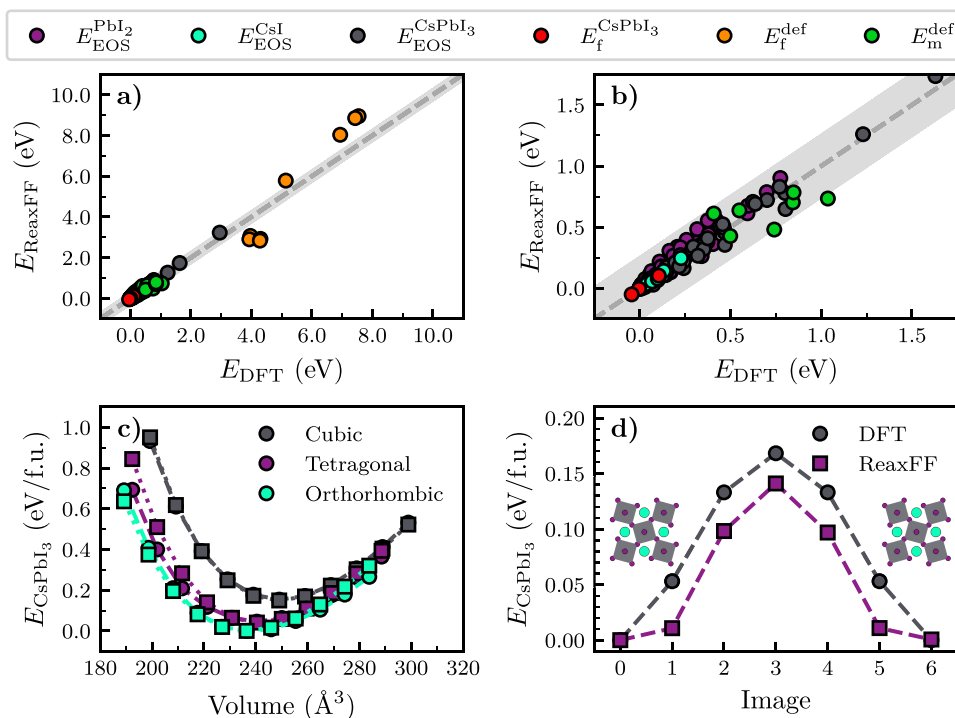 E_EOS^PbI₂ E_EOS^CsI E_EOS^CsPbI₃ E_f^CsPbI₃ E_f^def E_m^def
a)
E_ReaxFF (eV)
10.0
8.0
6.0
4.0
2.0
0.0
0.0 2.0 4.0 6.0 8.0 10.0
E_DFT (eV)
b)
E_ReaxFF (eV)
1.5
1.0
0.5
0.0
0.0 0.5 1.0 1.5
E_DFT (eV)
c)
Cubic
Tetragonal
Orthorhombic
E_CsPbI₃ (eV/f.u.)
1.0
0.8
0.6
0.4
0.2
0.0
180 200 220 240 260 280 300 320
Volume (Å³)
d)
DFT
ReaxFF
E_CsPbI₃ (eV/f.u.)
0.20
0.15
0.10
0.05
0.00
0 1 2 3 4 5 6
Image